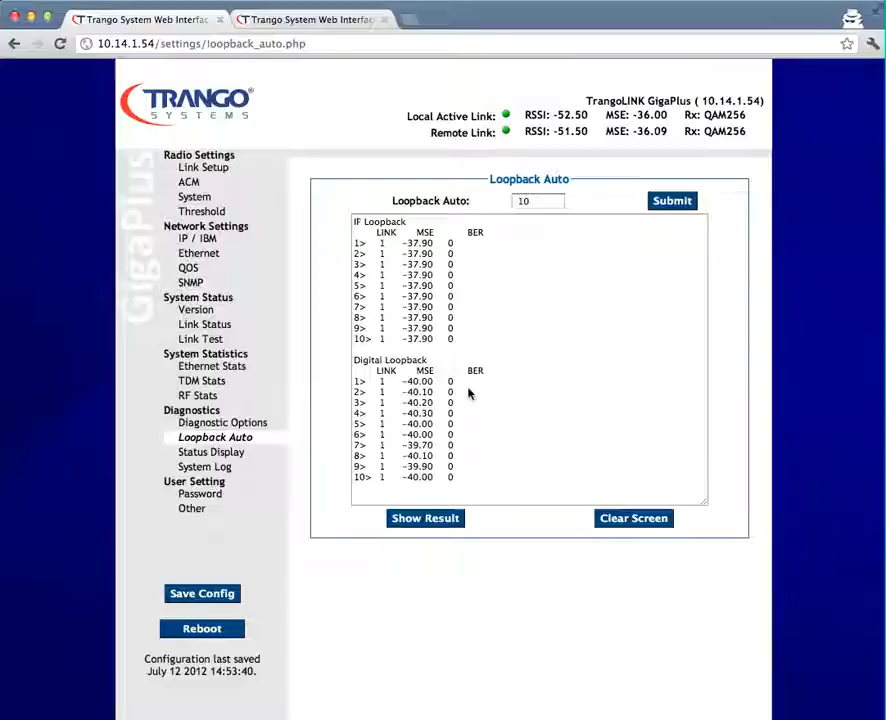 Trango System Web Interfac
Trango System Web Interfac
10.14.1.54/settings/loopback_auto.php
TRANGO®
SYSTEMS
TrangoLINK GigaPlus ( 10.14.1.54)
Local Active Link: RSSI: -52.50 MSE: -36.00 Rx: QAM256
Remote Link: RSSI: -51.50 MSE: -36.09 Rx: QAM256
GigaPlus
Radio Settings
Link Setup
ACM
System
Threshold
Network Settings
IP / IBM
Ethernet
QOS
SNMP
System Status
Version
Link Status
Link Test
System Statistics
Ethernet Stats
TDM Stats
RF Stats
Diagnostics
Diagnostic Options
Loopback Auto
Status Display
System Log
User Setting
Password
Other
Save Config
Reboot
Configuration last saved
July 12 2012 14:53:40.
Loopback Auto
Loopback Auto: 10 Submit
IF Loopback
LINK MSE BER
1> 1 -37.90 0
2> 1 -37.90 0
3> 1 -37.90 0
4> 1 -37.90 0
5> 1 -37.90 0
6> 1 -37.90 0
7> 1 -37.90 0
8> 1 -37.90 0
9> 1 -37.90 0
10> 1 -37.90 0
Digital Loopback
LINK MSE BER
1> 1 -40.00 0
2> 1 -40.10 0
3> 1 -40.20 0
4> 1 -40.30 0
5> 1 -40.00 0
6> 1 -40.00 0
7> 1 -39.70 0
8> 1 -40.10 0
9> 1 -39.90 0
10> 1 -40.00 0
Show Result Clear Screen